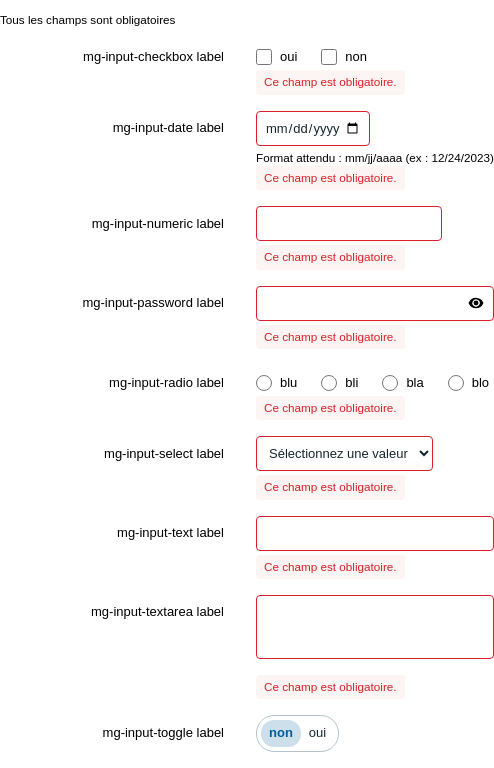 Tous les champs sont obligatoires
mg-input-checkbox label oui non
Ce champ est obligatoire.
mg-input-date label mm/dd/yyyy
Format attendu : mm/jj/aaaa (ex : 12/24/2023)
Ce champ est obligatoire.
mg-input-numeric label
Ce champ est obligatoire.
mg-input-password label
Ce champ est obligatoire.
mg-input-radio label blu bli bla blo
Ce champ est obligatoire.
mg-input-select label Sélectionnez une valeur
Ce champ est obligatoire.
mg-input-text label
Ce champ est obligatoire.
mg-input-textarea label
Ce champ est obligatoire.
mg-input-toggle label non oui